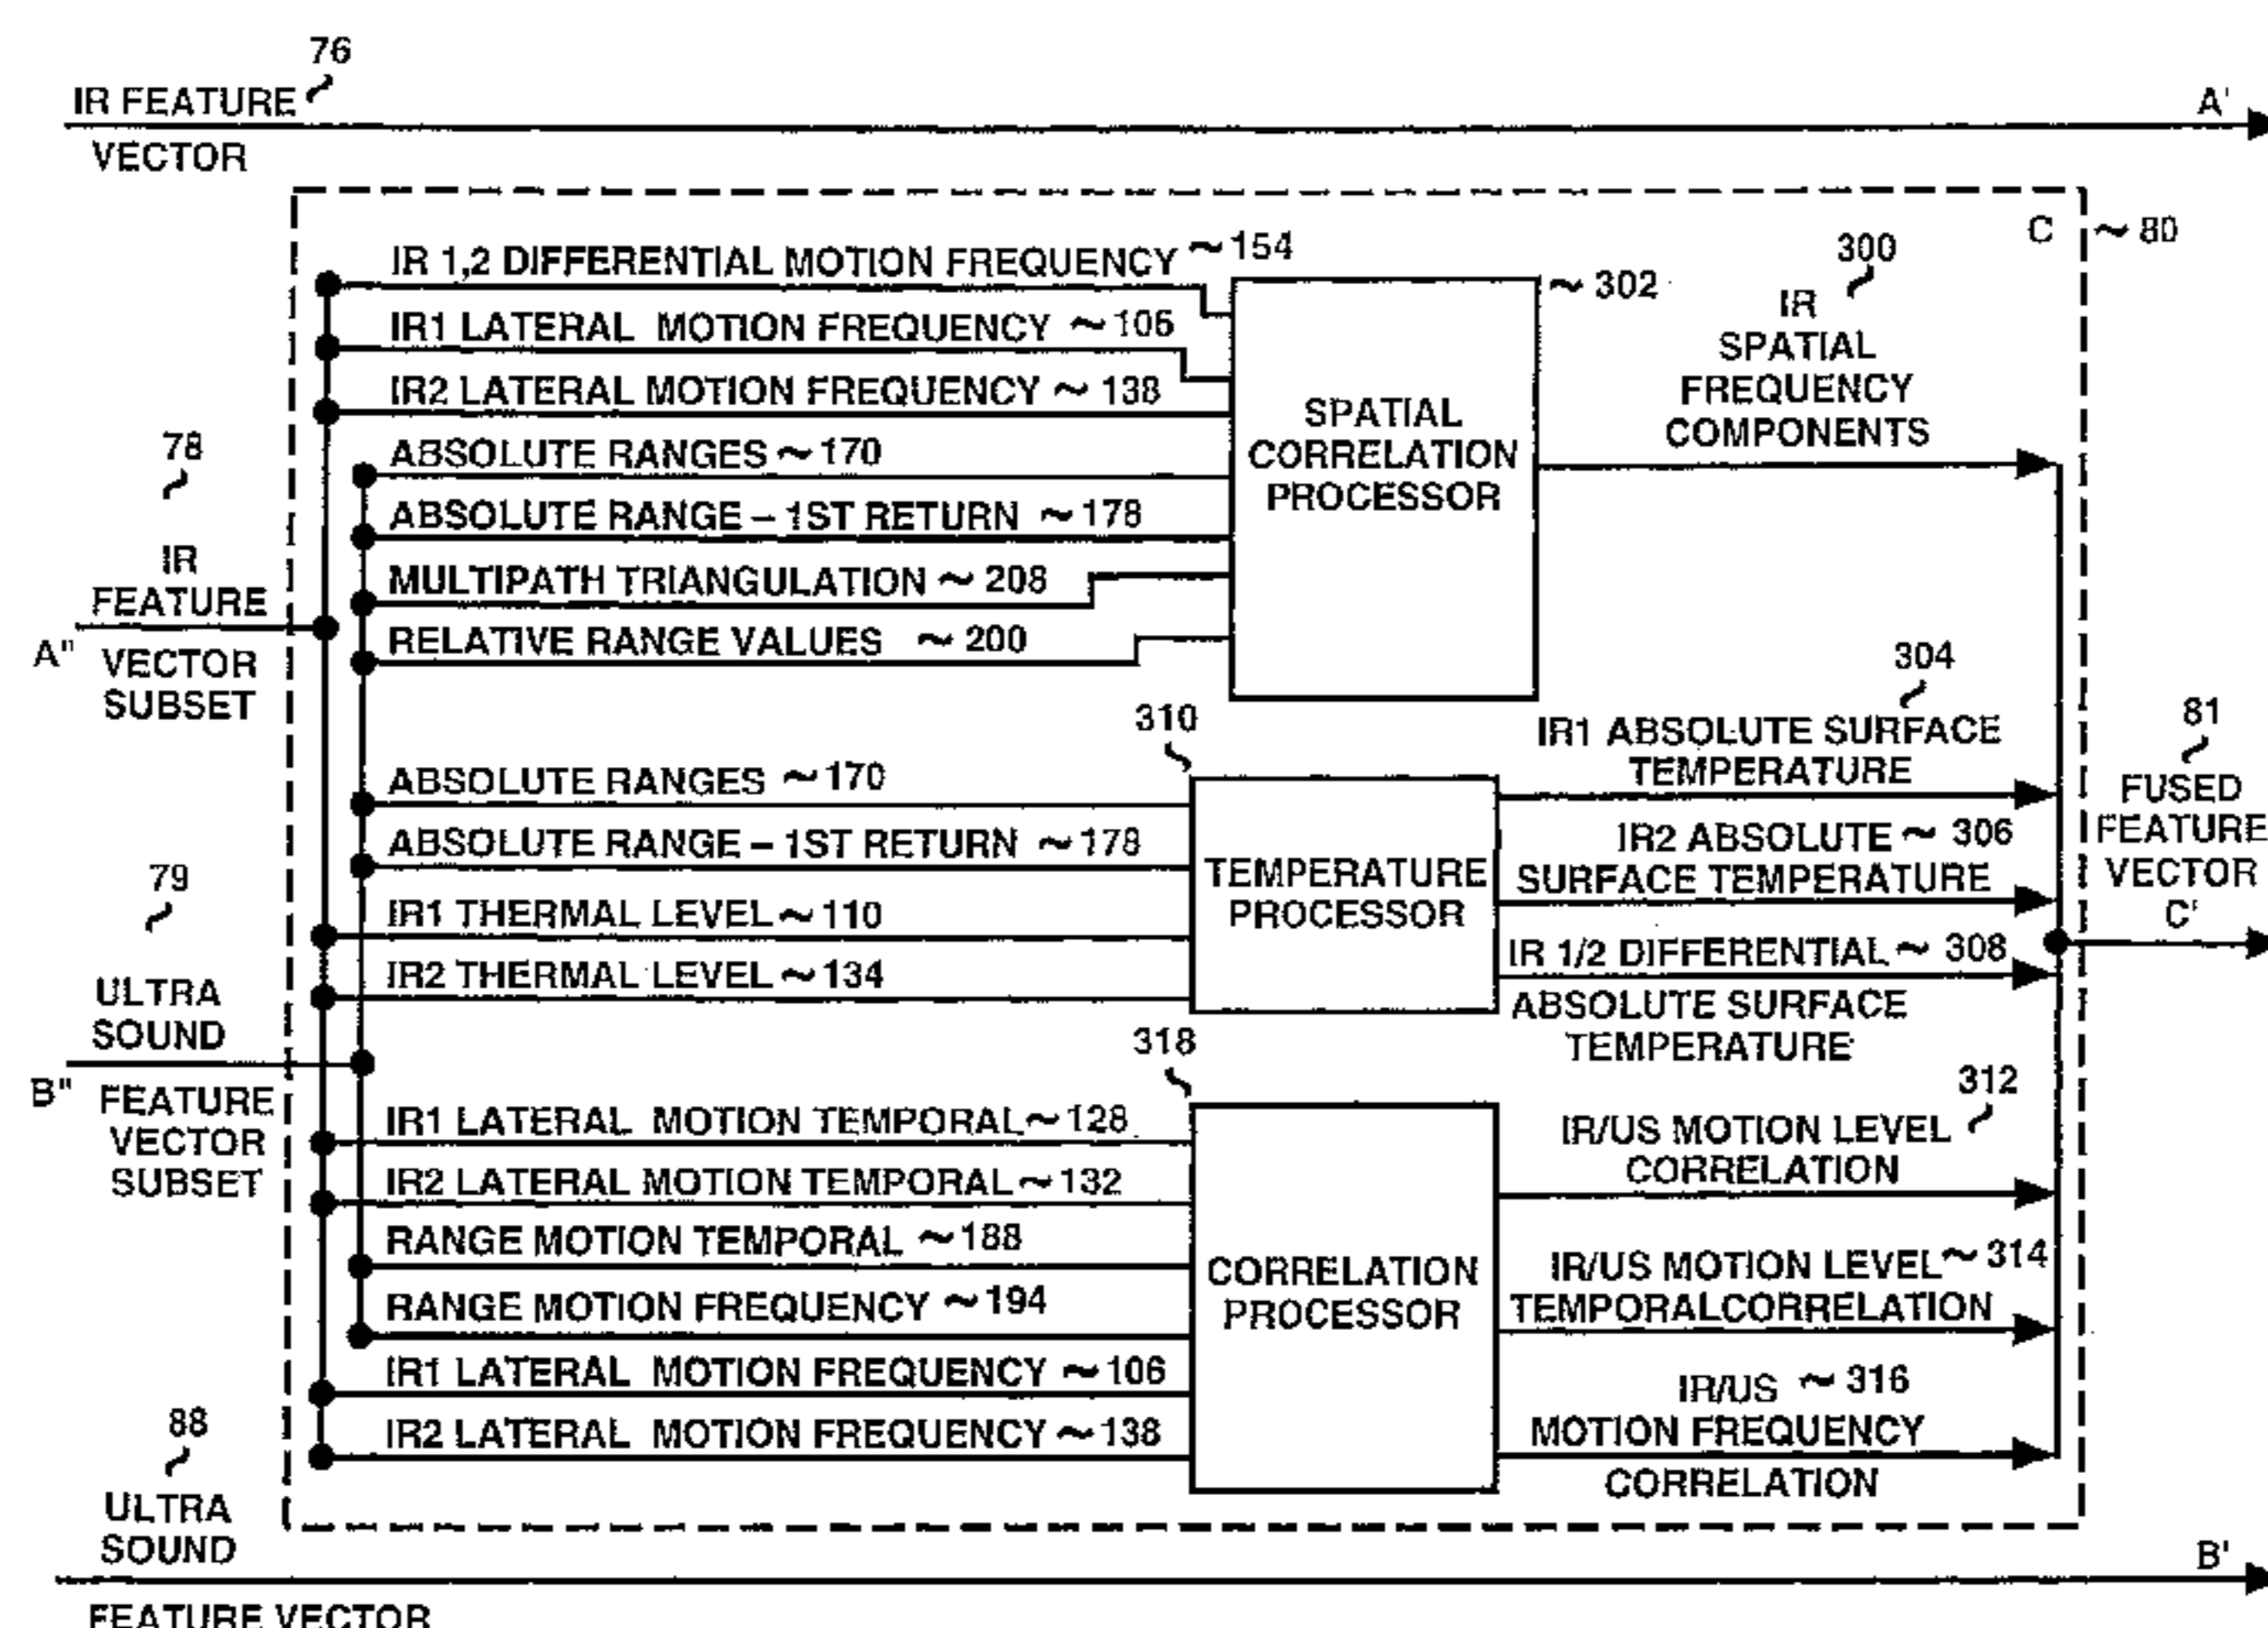 76
IR FEATURE
VECTOR
A'
C
80
IR 1,2 DIFFERENTIAL MOTION FREQUENCY ~ 154
IR1 LATERAL MOTION FREQUENCY ~ 106
IR2 LATERAL MOTION FREQUENCY ~ 138
ABSOLUTE RANGES ~ 170
ABSOLUTE RANGE – 1ST RETURN ~ 178
MULTIPATH TRIANGULATION ~ 208
RELATIVE RANGE VALUES ~ 200
~ 302
SPATIAL
CORRELATION
PROCESSOR
300
IR
SPATIAL
FREQUENCY
COMPONENTS
78
IR
FEATURE
A"
VECTOR
SUBSET
310
ABSOLUTE RANGES ~ 170
ABSOLUTE RANGE – 1ST RETURN ~ 178
IR1 THERMAL LEVEL ~ 110
IR2 THERMAL LEVEL ~ 134
TEMPERATURE
PROCESSOR
304
IR1 ABSOLUTE SURFACE
TEMPERATURE
IR2 ABSOLUTE ~ 306
SURFACE TEMPERATURE
IR 1/2 DIFFERENTIAL ~ 308
ABSOLUTE SURFACE
TEMPERATURE
81
FUSED
FEATURE
VECTOR
C'
79
ULTRA
SOUND
B"
FEATURE
VECTOR
SUBSET
318
IR1 LATERAL MOTION TEMPORAL ~ 128
IR2 LATERAL MOTION TEMPORAL ~ 132
RANGE MOTION TEMPORAL ~ 188
RANGE MOTION FREQUENCY ~ 194
IR1 LATERAL MOTION FREQUENCY ~ 106
IR2 LATERAL MOTION FREQUENCY ~ 138
CORRELATION
PROCESSOR
312
IR/US MOTION LEVEL
CORRELATION
IR/US MOTION LEVEL ~ 314
TEMPORALCORRELATION
IR/US ~ 316
MOTION FREQUENCY
CORRELATION
88
ULTRA
SOUND
FEATURE VECTOR
B'